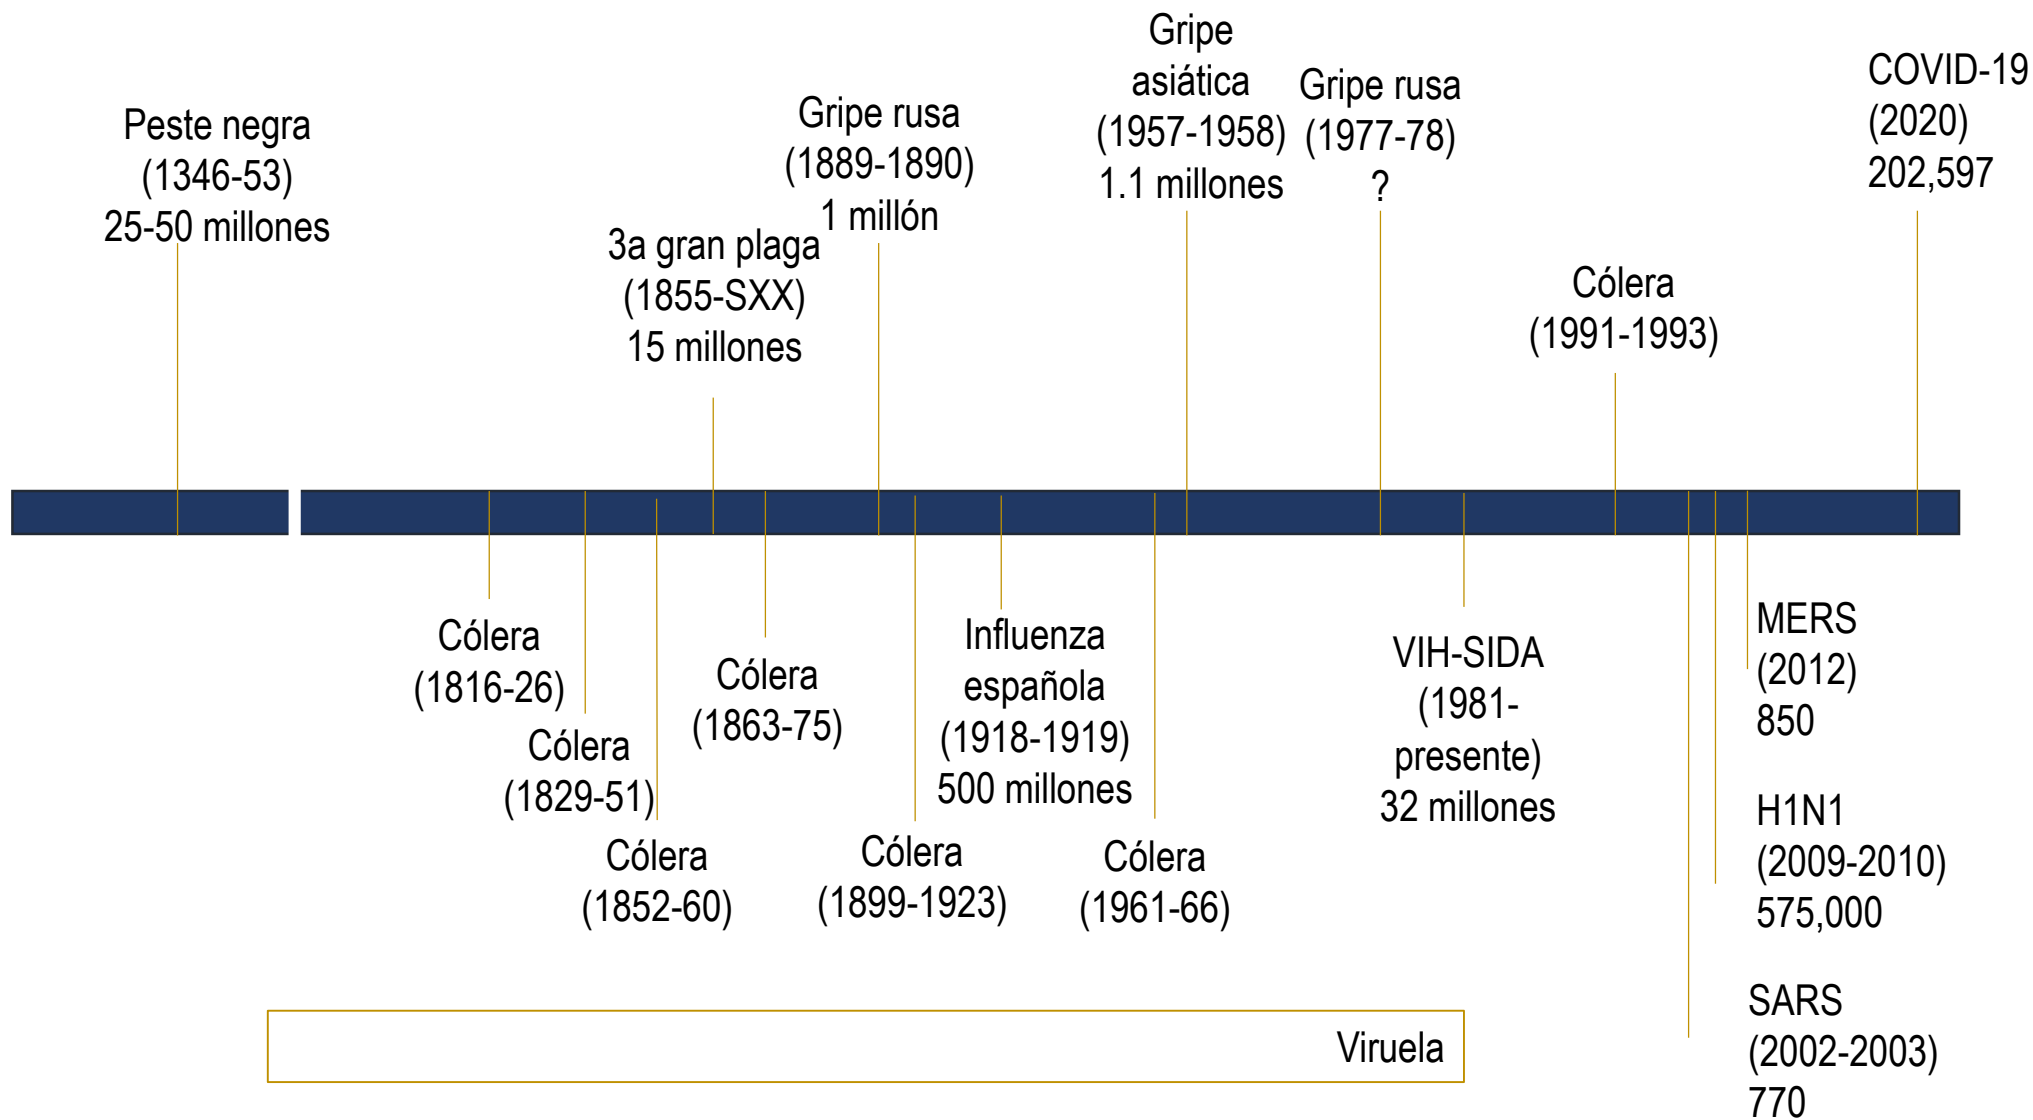 Peste negra
(1346-53)
25-50 millones
3a gran plaga
(1855-SXX)
15 millones
Gripe rusa
(1889-1890)
1 millón
Gripe
asiática
(1957-1958)
1.1 millones
Gripe rusa
(1977-78)
?
Cólera
(1991-1993)
COVID-19
(2020)
202,597
Cólera
(1816-26)
Cólera
(1829-51)
Cólera
(1852-60)
Cólera
(1863-75)
Cólera
(1899-1923)
Influenza
española
(1918-1919)
500 millones
Cólera
(1961-66)
VIH-SIDA
(1981-
presente)
32 millones
MERS
(2012)
850
H1N1
(2009-2010)
575,000
SARS
(2002-2003)
770
Viruela